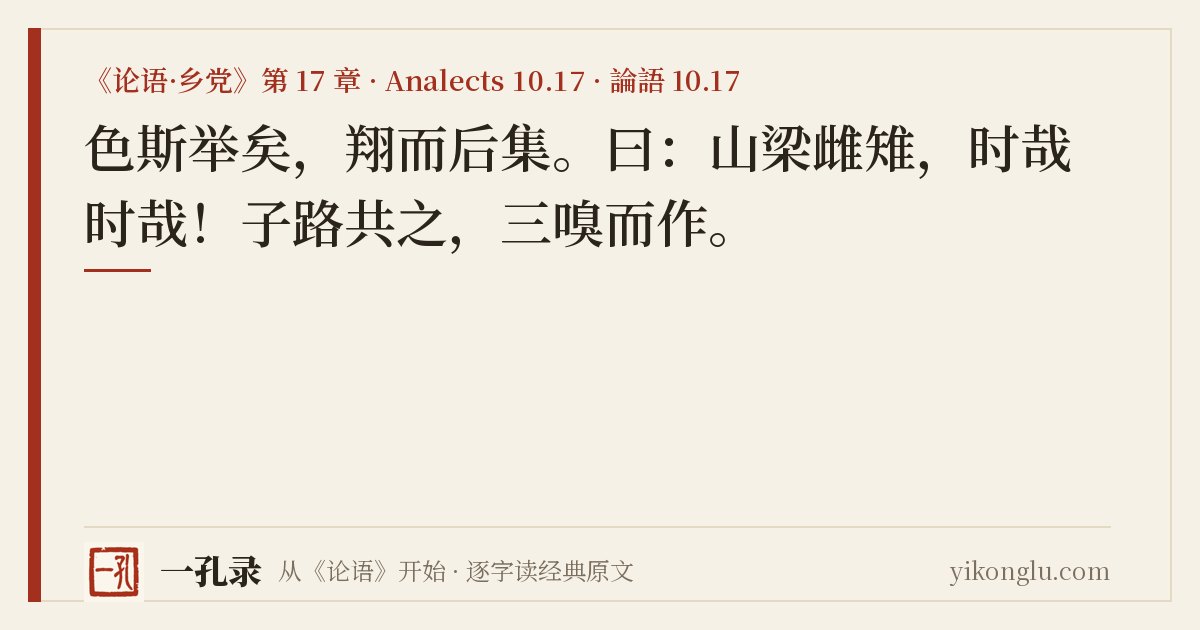 《论语·乡党》第 17 章 · Analects 10.17 · 論語 10.17
色斯举矣，翔而后集。曰：山梁雌雉，时哉
时哉！子路共之，三嗅而作。
一孔
一孔录 从《论语》开始 · 逐字读经典原文 yikonglu.com